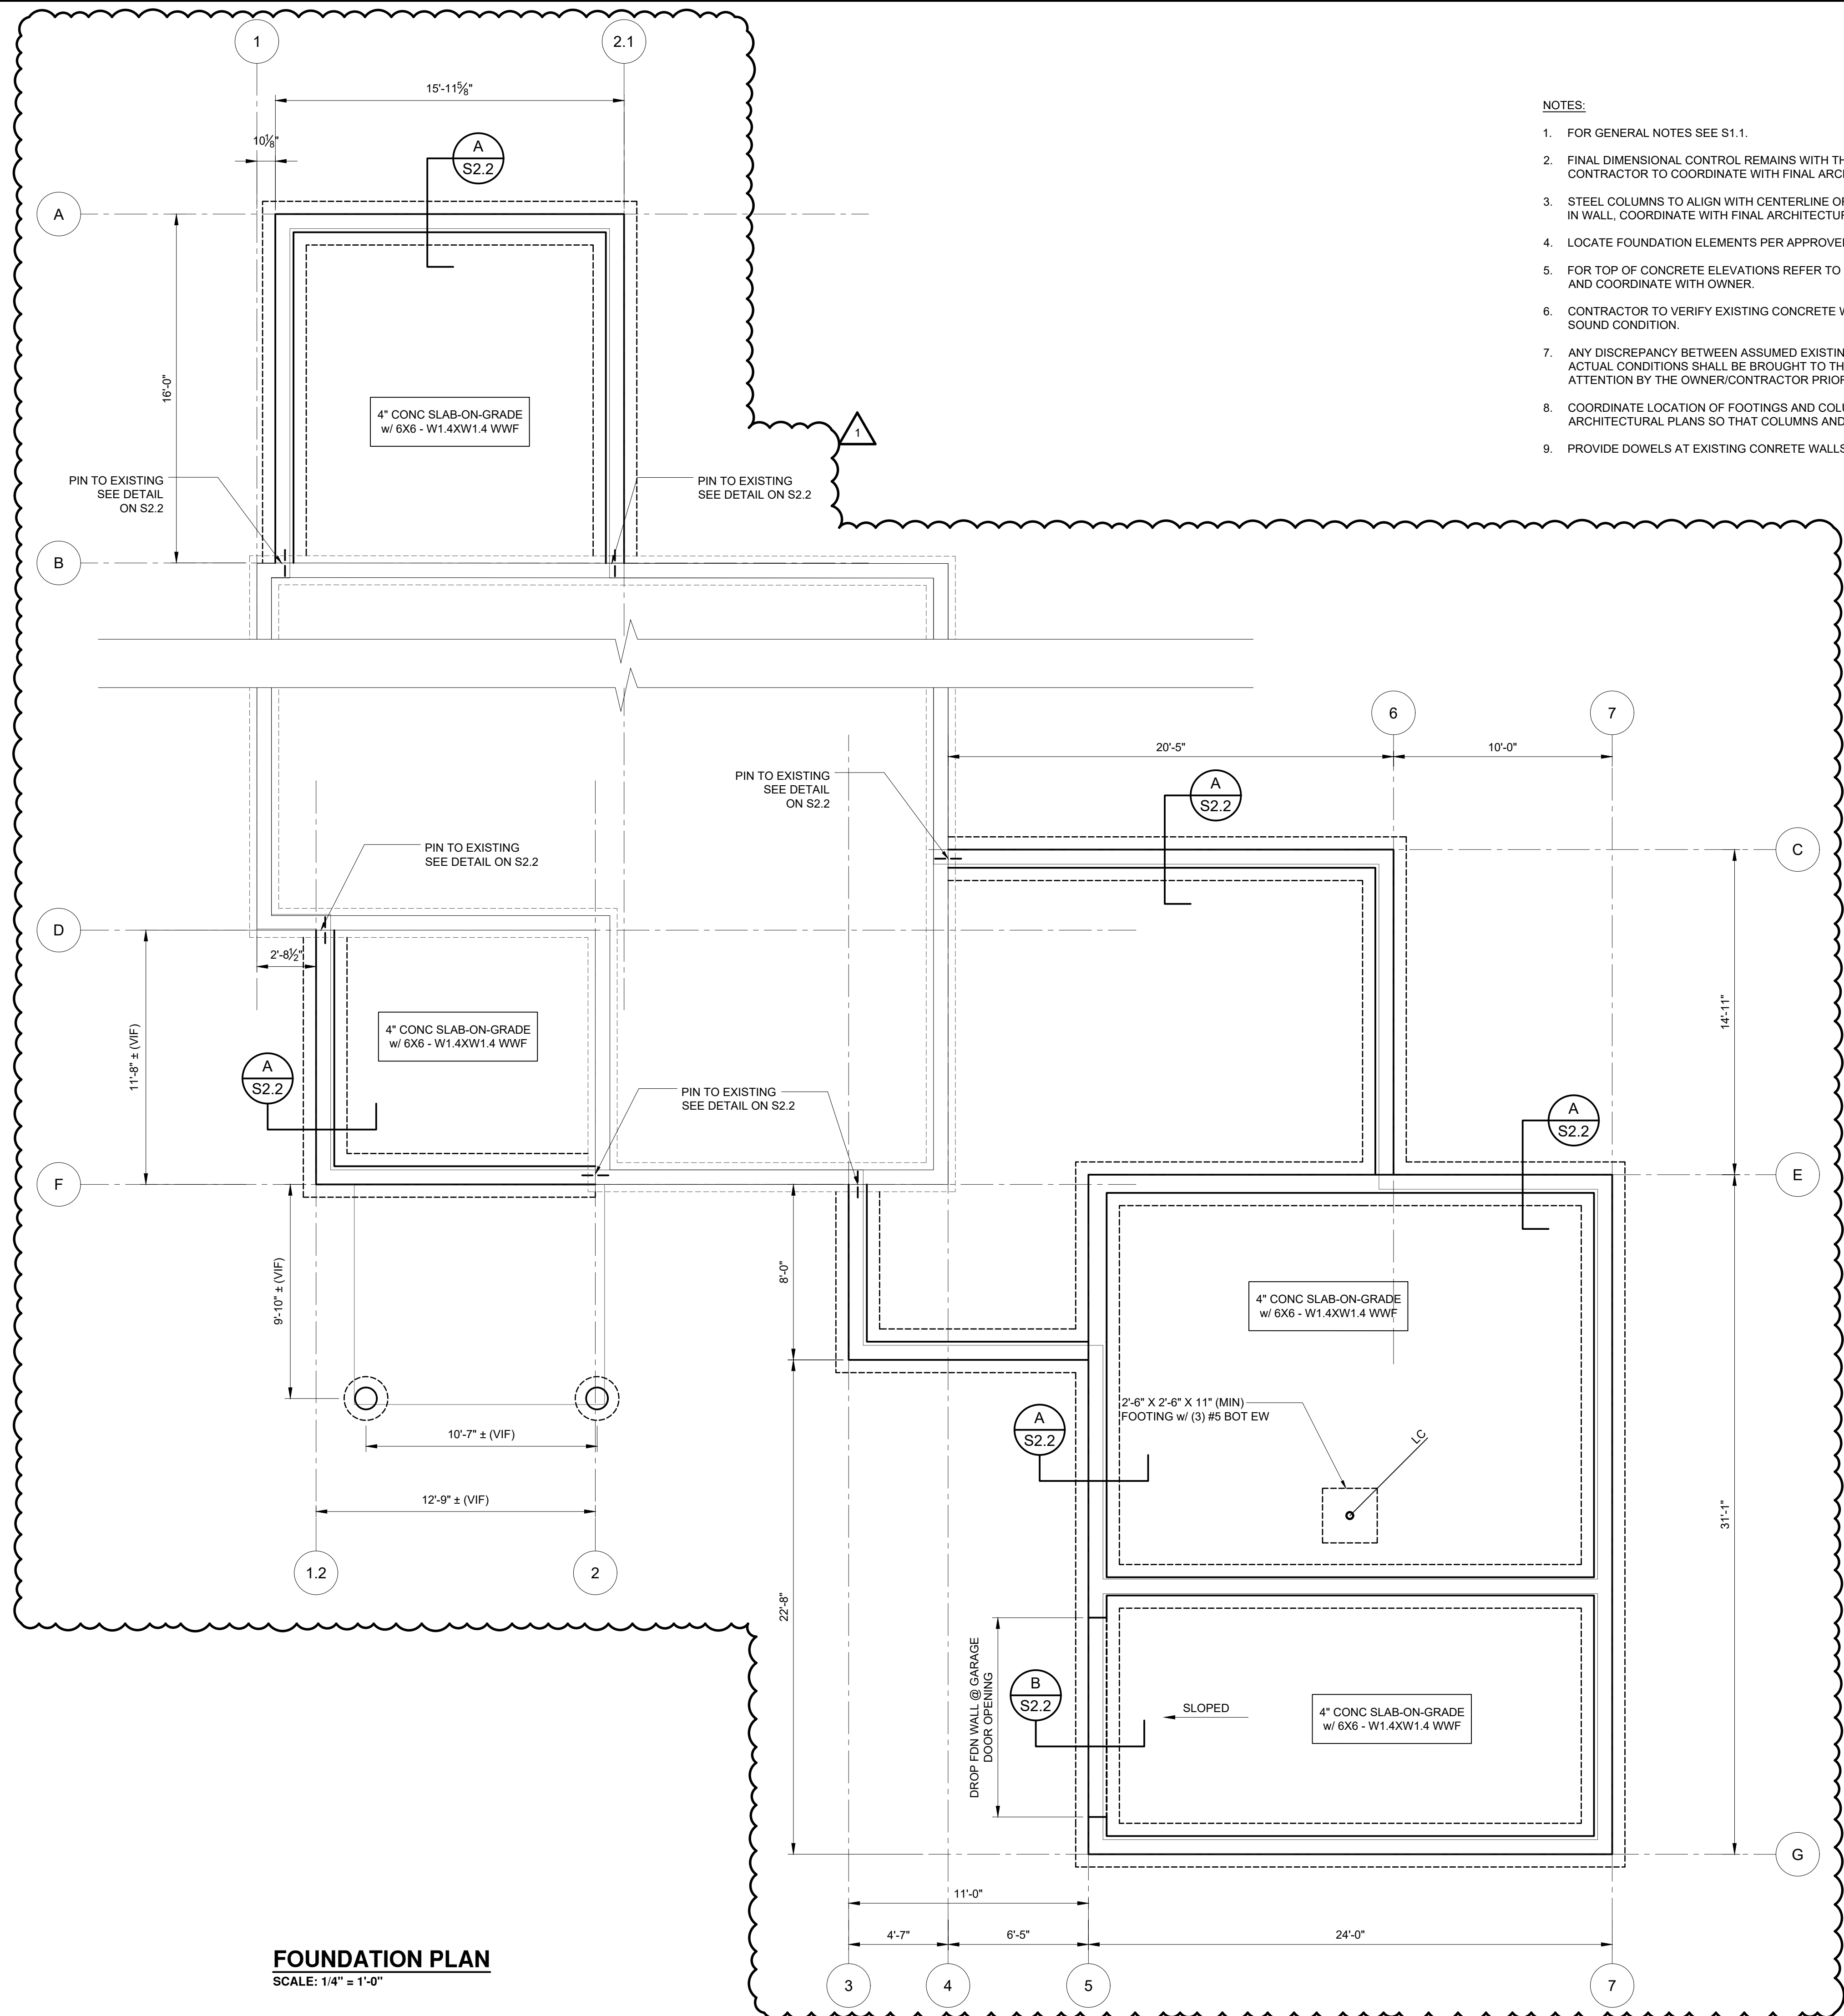 1
2.1
15'-11⅝"
10⅛"
A
S2.2
A
16'-0"
4" CONC SLAB-ON-GRADE
w/ 6X6 - W1.4XW1.4 WWF
PIN TO EXISTING
SEE DETAIL
ON S2.2
PIN TO EXISTING
SEE DETAIL ON S2.2
B
1
NOTES:
1. FOR GENERAL NOTES SEE S1.1.
2. FINAL DIMENSIONAL CONTROL REMAINS WITH
CONTRACTOR TO COORDINATE WITH FINAL
3. STEEL COLUMNS TO ALIGN WITH CENTERLINE
IN WALL, COORDINATE WITH FINAL
4. LOCATE FOUNDATION ELEMENTS PER
5. FOR TOP OF CONCRETE ELEVATIONS REFER TO
AND COORDINATE WITH OWNER.
6. CONTRACTOR TO VERIFY EXISTING CONCRETE
SOUND CONDITION.
7. ANY DISCREPANCY BETWEEN ASSUMED
ACTUAL CONDITIONS SHALL BE BROUGHT TO
ATTENTION BY THE OWNER/CONTRACTOR
8. COORDINATE LOCATION OF FOOTINGS AND
ARCHITECTURAL PLANS SO THAT COLUMNS AND
9. PROVIDE DOWELS AT EXISTING CONRETE WALLS
6
7
20'-5"
10'-0"
PIN TO EXISTING
SEE DETAIL
ON S2.2
A
S2.2
PIN TO EXISTING
SEE DETAIL ON S2.2
C
D
2'-8½"
14'-11"
11'-8" ± (VIF)
4" CONC SLAB-ON-GRADE
w/ 6X6 - W1.4XW1.4 WWF
A
S2.2
PIN TO EXISTING
SEE DETAIL ON S2.2
A
S2.2
F
E
9'-10" ± (VIF)
8'-0"
4" CONC SLAB-ON-GRADE
w/ 6X6 - W1.4XW1.4 WWF
2'-6" X 2'-6" X 11" (MIN)
FOOTING w/ (3) #5 BOT EW
A
S2.2
LC
10'-7" ± (VIF)
12'-9" ± (VIF)
31'-1"
1.2
2
22'-8"
DROP FDN WALL @ GARAGE
DOOR OPENING
B
S2.2
SLOPED
4" CONC SLAB-ON-GRADE
w/ 6X6 - W1.4XW1.4 WWF
G
11'-0"
4'-7"
6'-5"
24'-0"
3
4
5
7
FOUNDATION PLAN
SCALE: 1/4" = 1'-0"